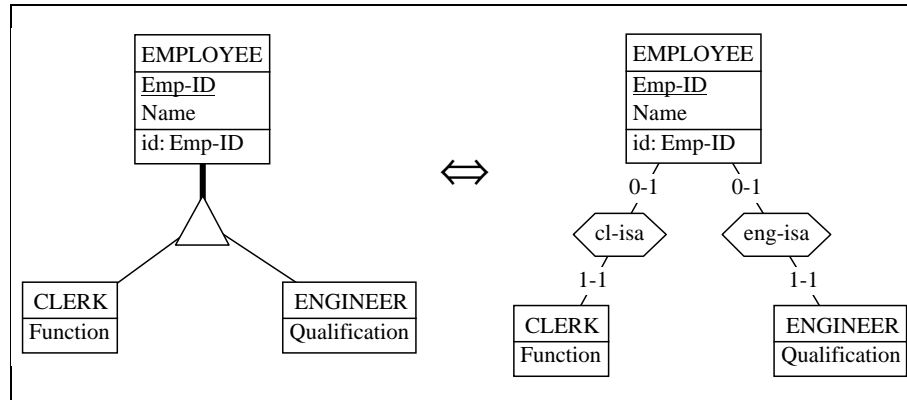 EMPLOYEE
Emp-ID
Name
id: Emp-ID
CLERK
Function
ENGINEER
Qualification
⇔
EMPLOYEE
Emp-ID
Name
id: Emp-ID
0-1
0-1
cl-isa
eng-isa
1-1
1-1
CLERK
Function
ENGINEER
Qualification